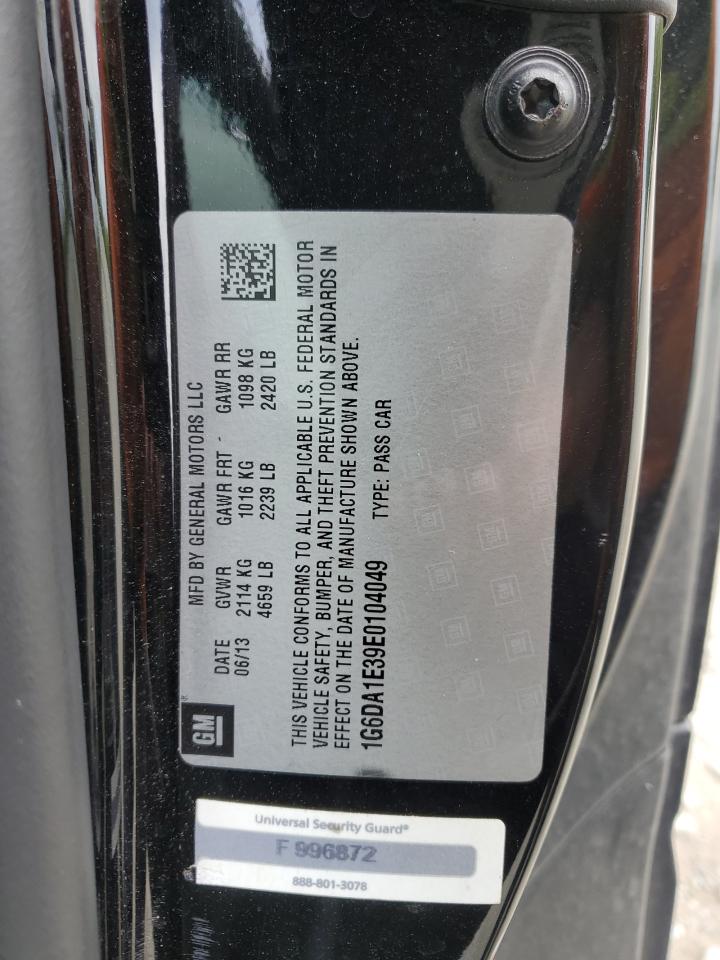 GM
MFD BY GENERAL MOTORS LLC
DATE GVWR GAWR FRT - GAWR RR
06/13 2114 KG 1016 KG 1098 KG
4659 LB 2239 LB 2420 LB
THIS VEHICLE CONFORMS TO ALL APPLICABLE U.S. FEDERAL MOTOR
VEHICLE SAFETY, BUMPER, AND THEFT PREVENTION STANDARDS IN
EFFECT ON THE DATE OF MANUFACTURE SHOWN ABOVE.
1G6DA1E39E0104049 TYPE: PASS CAR
Universal Security Guard®
F 996872
888-801-3078